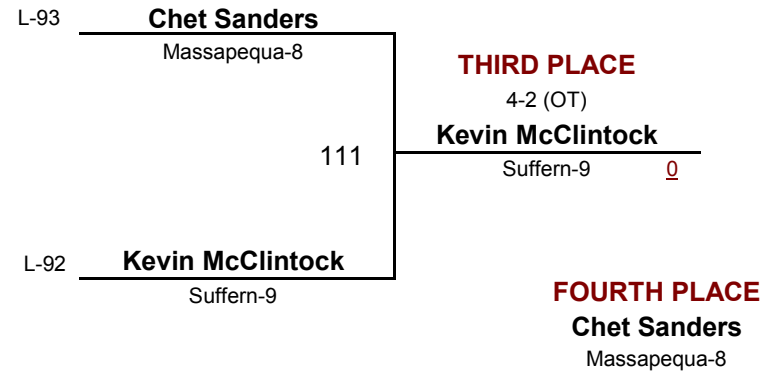 L-93 Chet Sanders
Massapequa-8
THIRD PLACE
4-2 (OT)
Kevin McClintock
111
Suffern-9 0
L-92 Kevin McClintock
Suffern-9
FOURTH PLACE
Chet Sanders
Massapequa-8